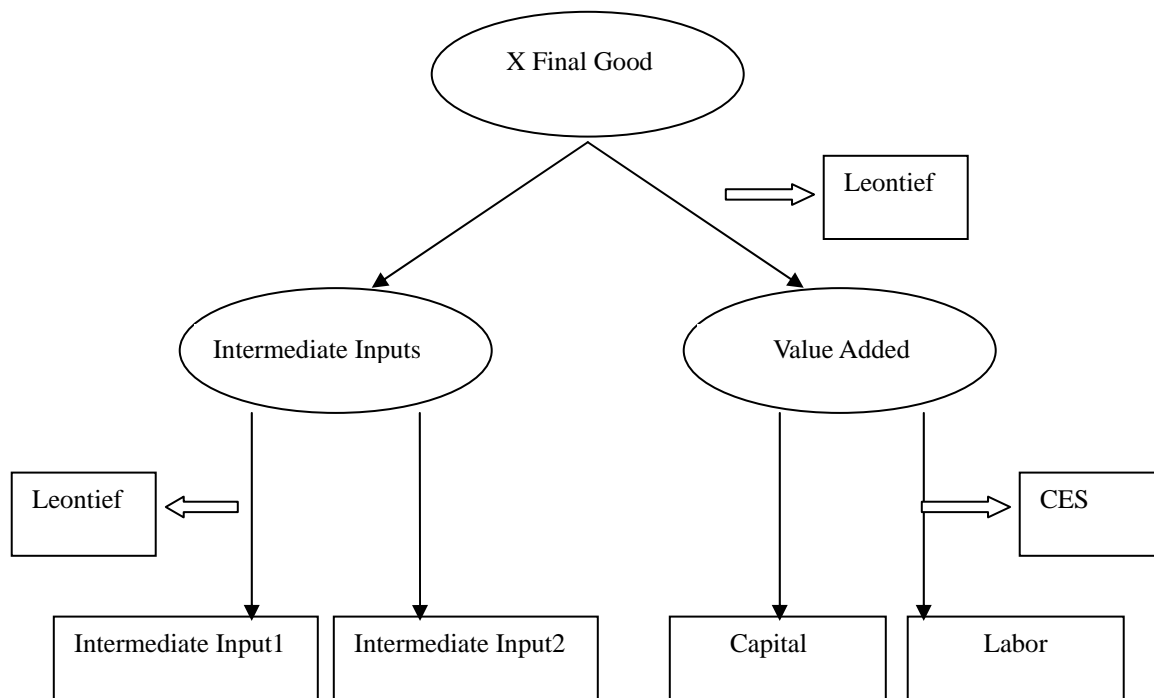 X Final Good
Leontief
Intermediate Inputs
Value Added
Leontief
CES
Intermediate Input1
Intermediate Input2
Capital
Labor